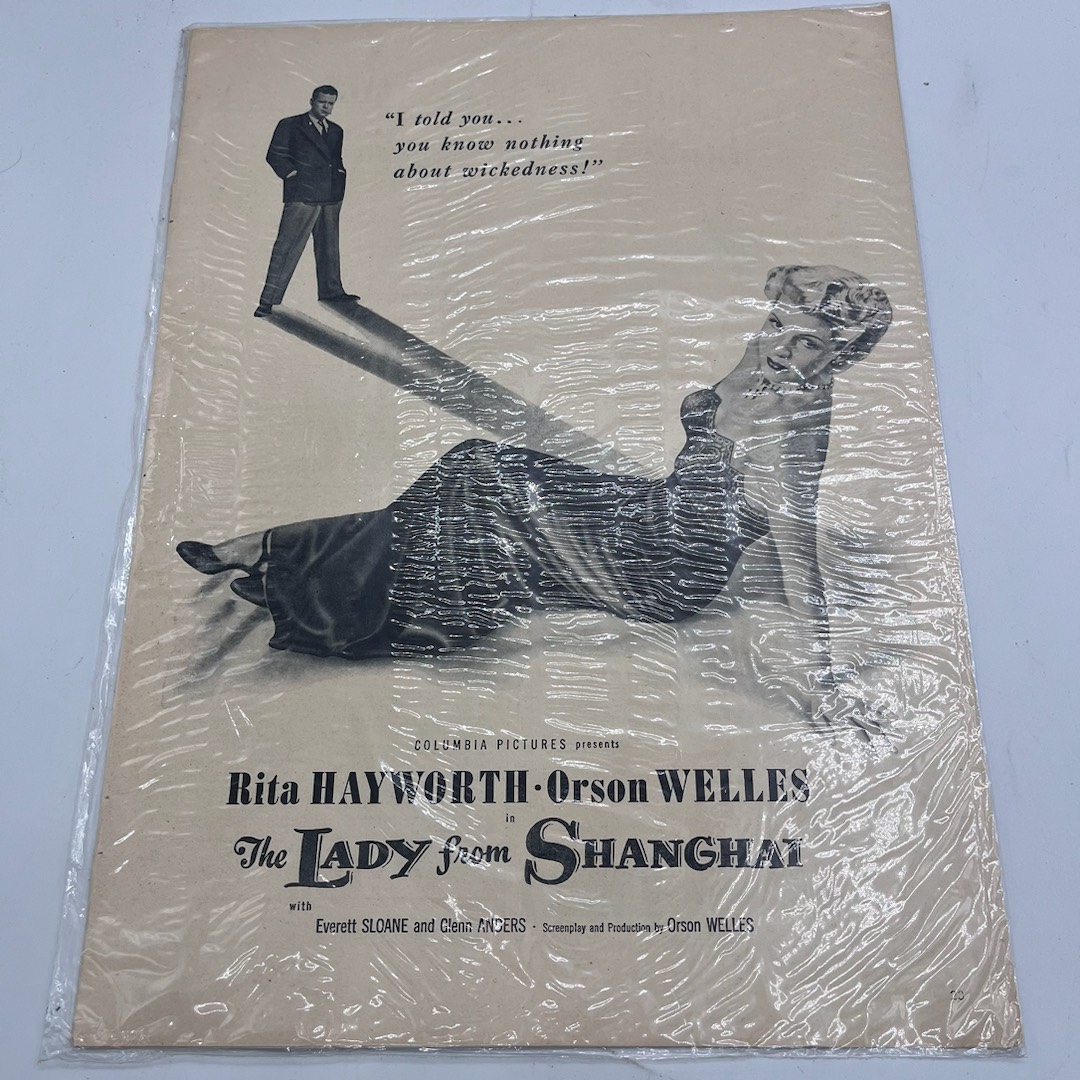 “I told you...
you know nothing
about wickedness!”
COLUMBIA PICTURES presents
Rita HAYWORTH · Orson WELLES
in
The LADY from SHANGHAI
with
Everett SLOANE and Glenn ANDERS · Screenplay and Production by Orson WELLES
23